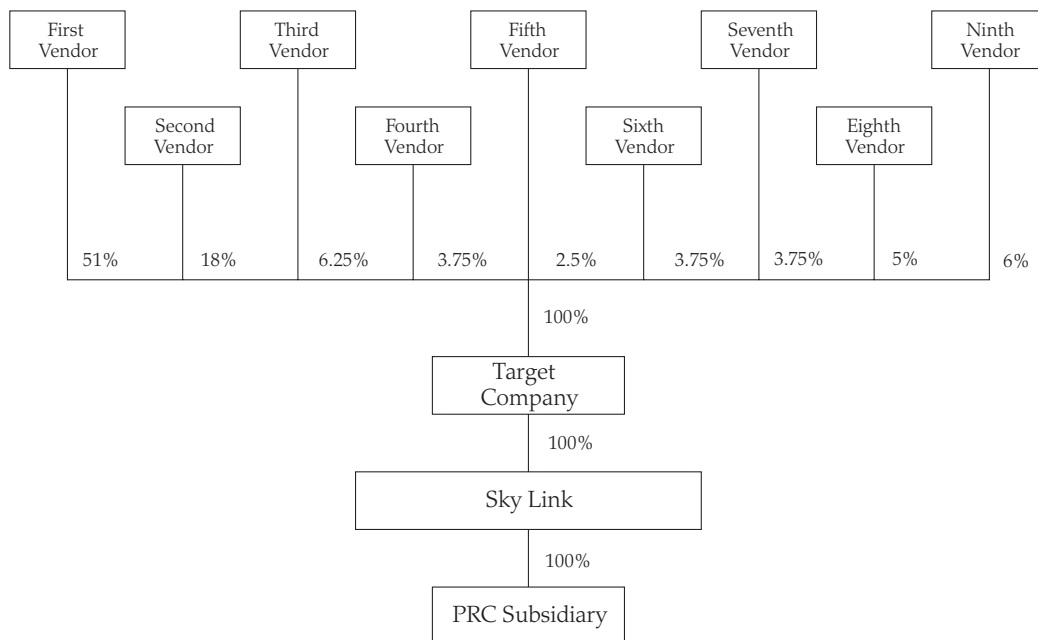 First
Vendor
Third
Vendor
Fifth
Vendor
Seventh
Vendor
Ninth
Vendor
Second
Vendor
Fourth
Vendor
Sixth
Vendor
Eighth
Vendor
51%
18%
6.25%
3.75%
2.5%
3.75%
3.75%
5%
6%
100%
Target
Company
100%
Sky Link
100%
PRC Subsidiary